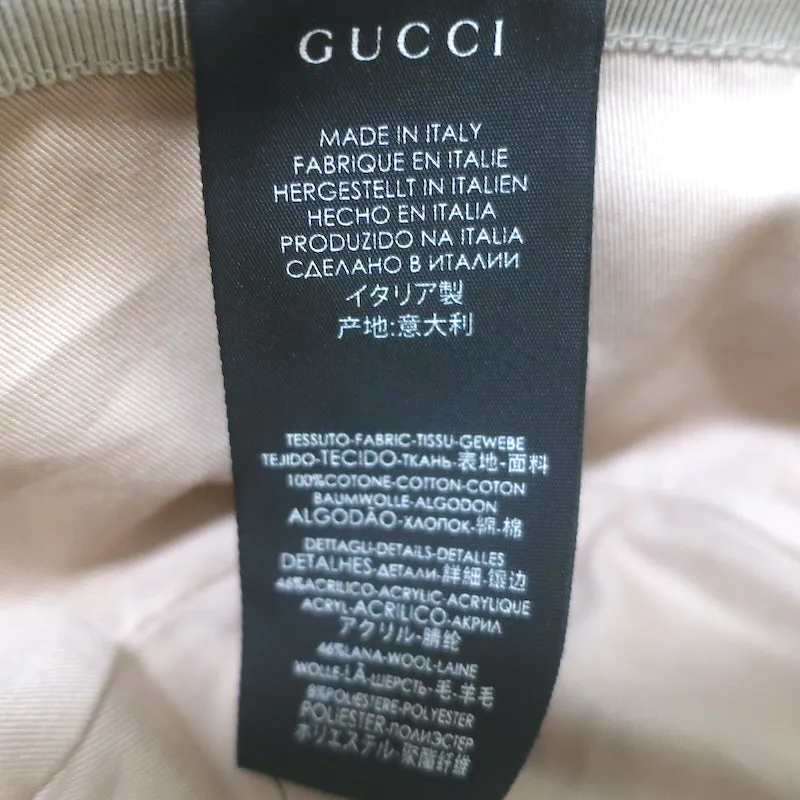 GUCCI
MADE IN ITALY
FABRIQUE EN ITALIE
HERGESTELLT IN ITALIEN
HECHO EN ITALIA
PRODUZIDO NA ITALIA
СДЕЛАНО В ИТАЛИИ
イタリア製
产地:意大利
TESSUTO-FABRIC-TISSU-GEWEBE
TEJIDO-TECIDO-ТКАНЬ-表地-面料
100%COTONE-COTTON-COTON
BAUMWOLLE-ALGODON
ALGODÃO-ХЛОПОК-綿-棉
DETTAGLI-DETAILS-DETALLES
DETALHES-ДЕТАЛИ-詳細-镶边
46%ACRILICO-ACRYLIC-ACRYLIQUE
ACRYL-ACRILICO-АКРИЛ
アクリル-腈纶
46%LANA-WOOL-LAINE
WOLLE-LÃ-ШЕРСТЬ-毛-羊毛
8%POLIESTERE-POLYESTER
POLIESTER-ПОЛИЭСТЕР
ポリエステル-聚酯纤维